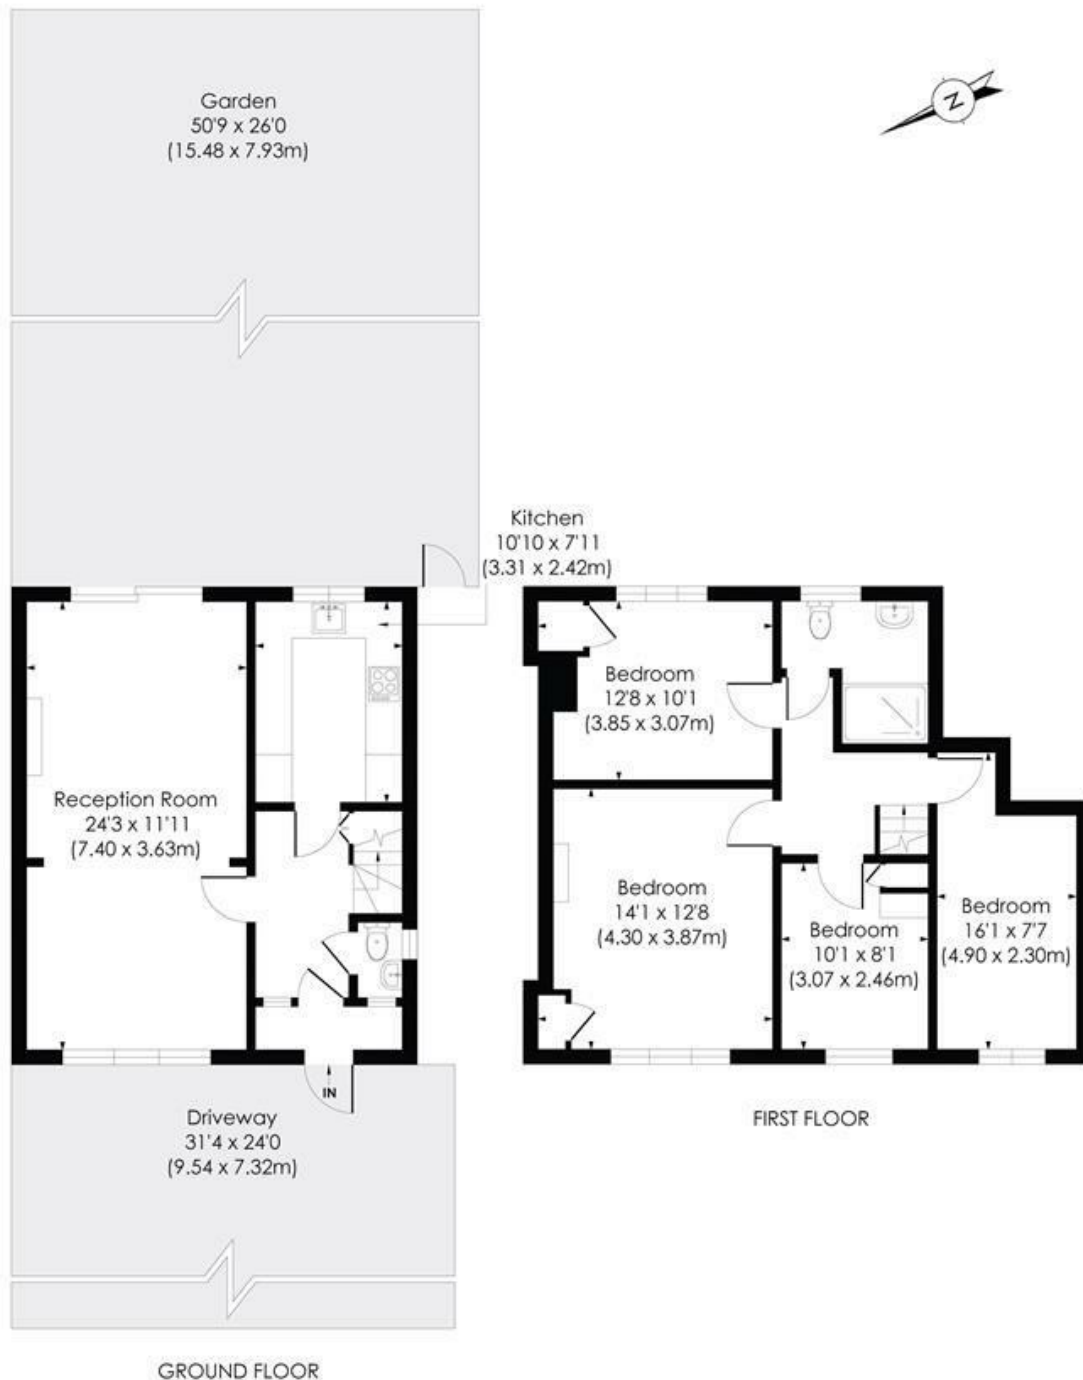 Garden
50'9 x 26'0
(15.48 x 7.93m)
N
Kitchen
10'10 x 7'11
(3.31 x 2.42m)
Reception Room
24'3 x 11'11
(7.40 x 3.63m)
Bedroom
12'8 x 10'1
(3.85 x 3.07m)
Bedroom
14'1 x 12'8
(4.30 x 3.87m)
Bedroom
10'1 x 8'1
(3.07 x 2.46m)
Bedroom
16'1 x 7'7
(4.90 x 2.30m)
IN
Driveway
31'4 x 24'0
(9.54 x 7.32m)
FIRST FLOOR
GROUND FLOOR